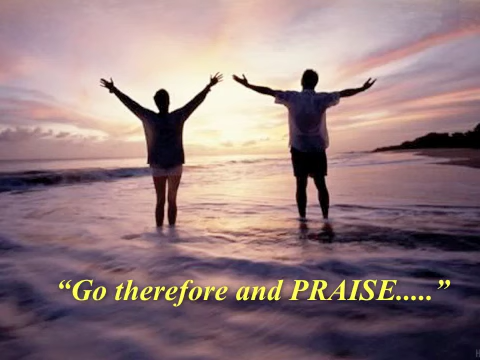 “Go therefore and PRAISE.....”